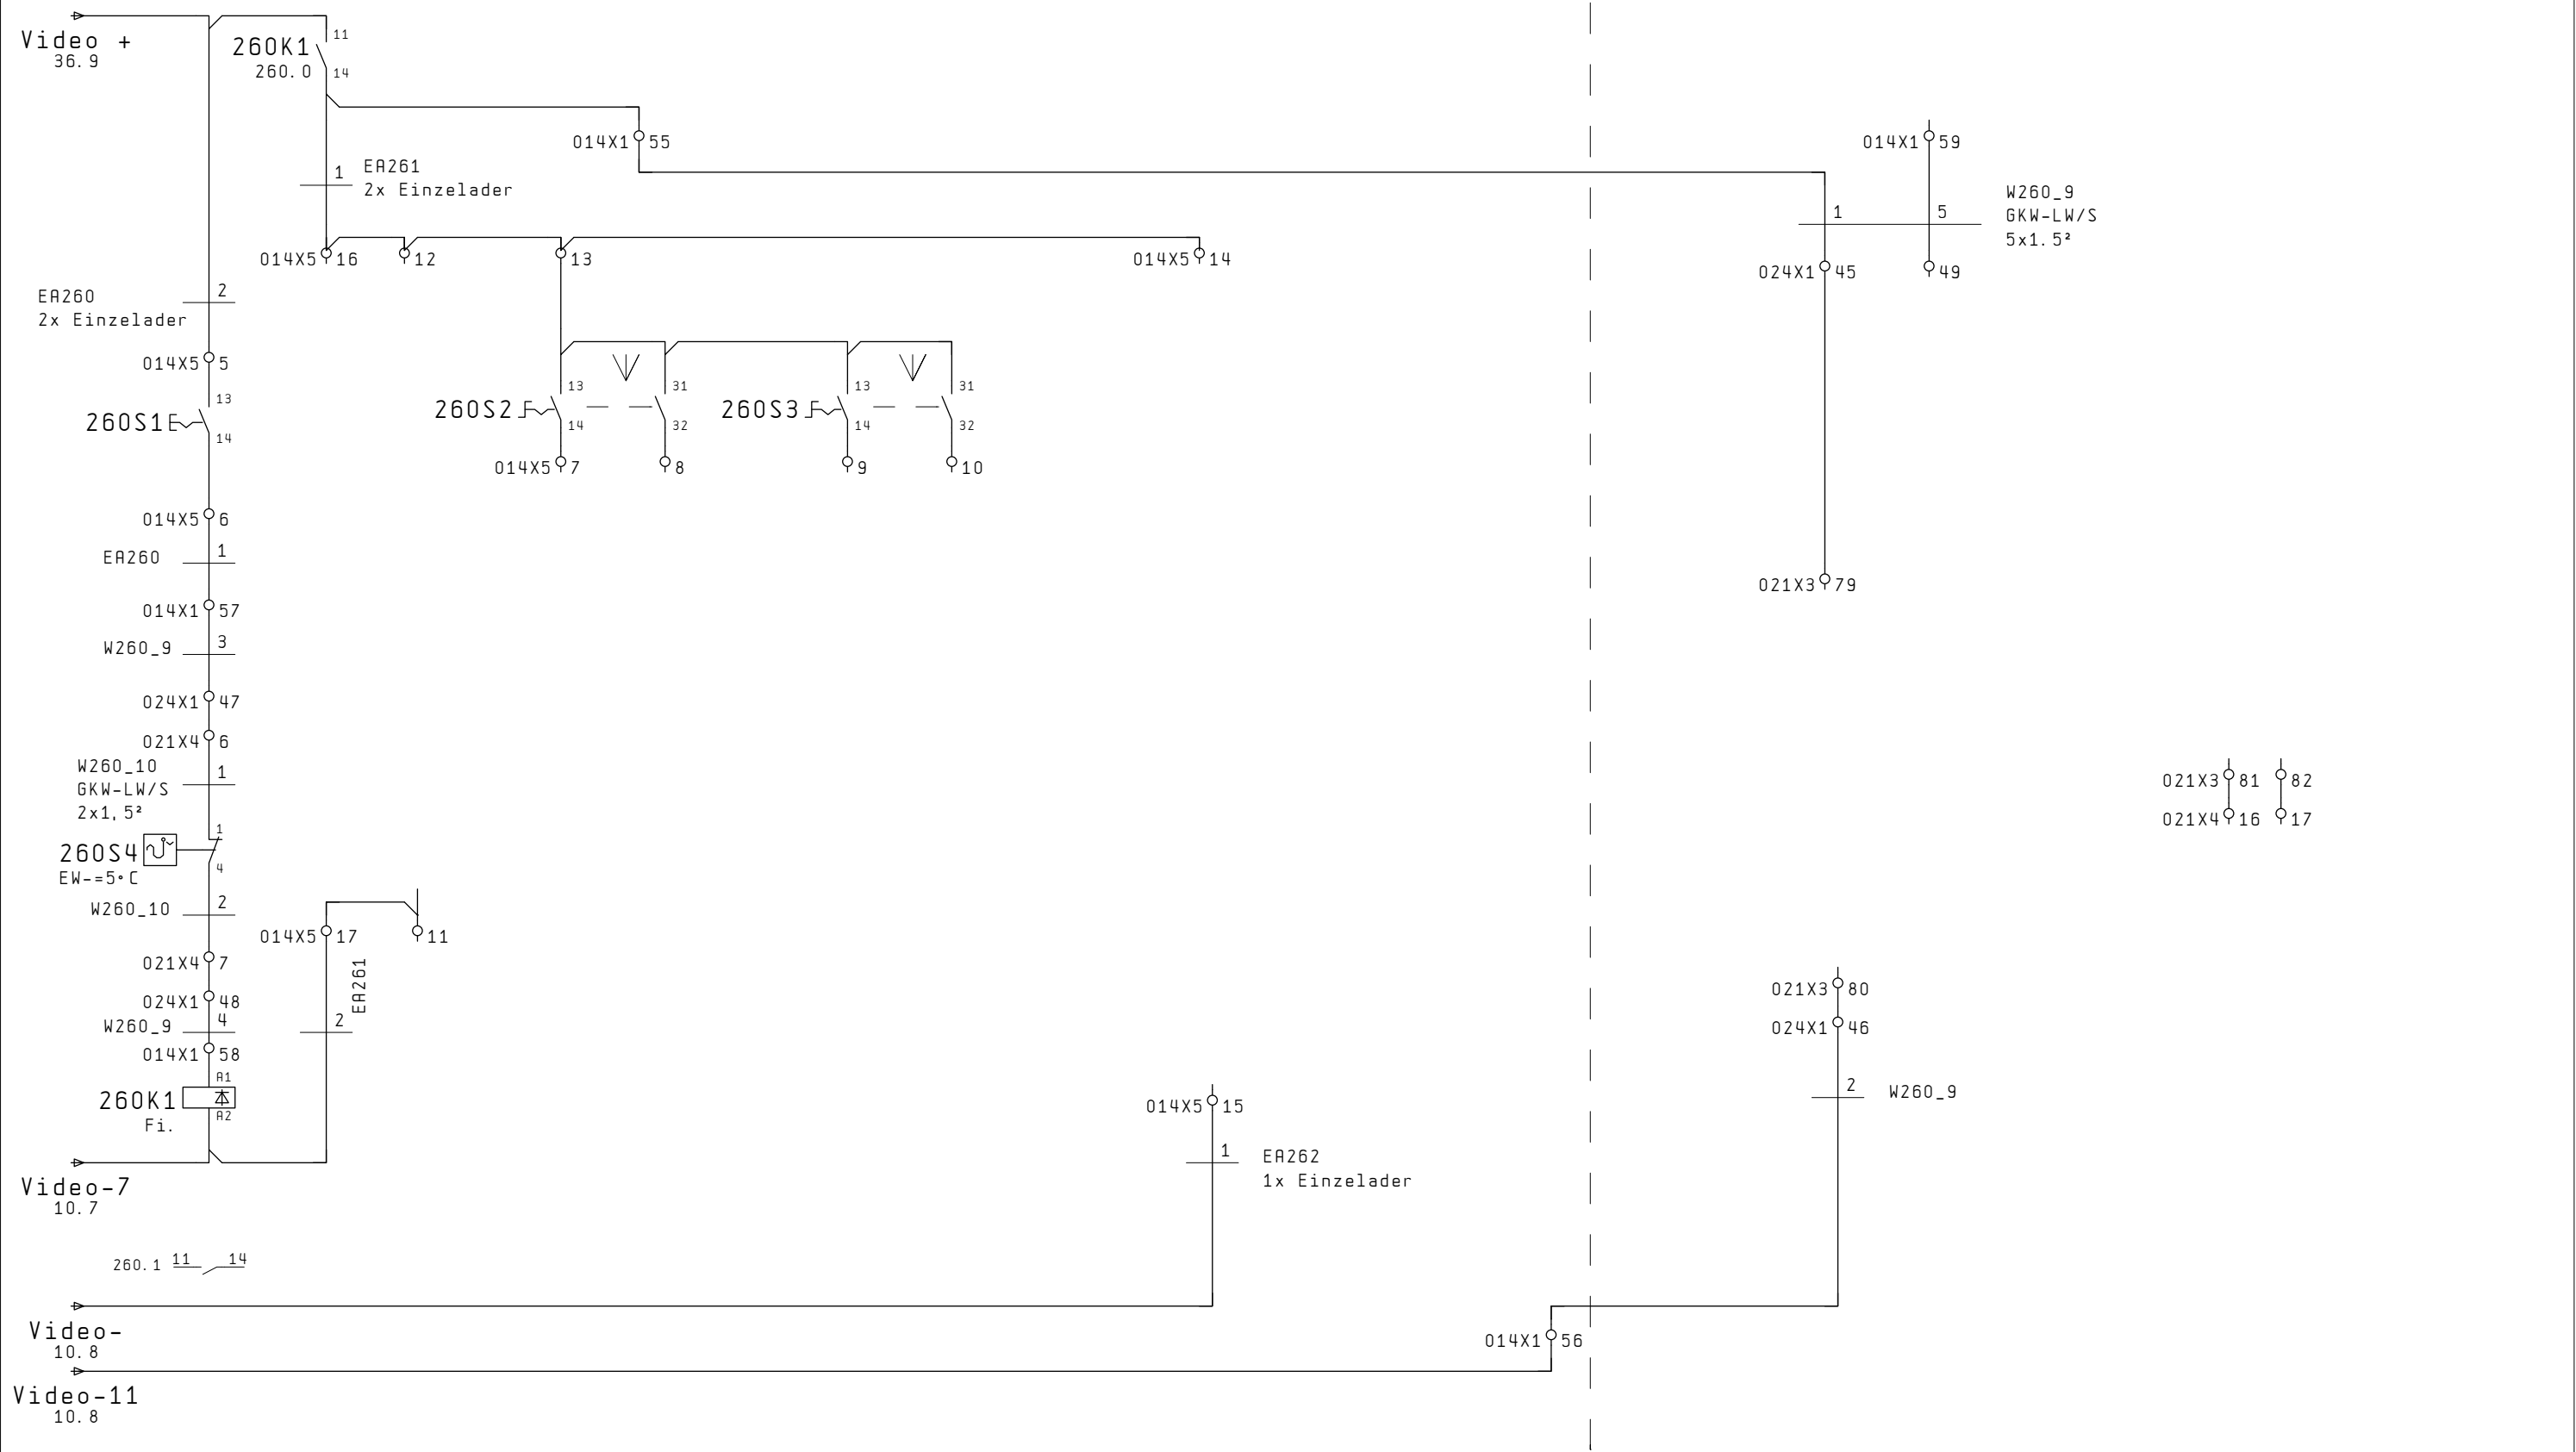 Video +
36.9
260K1
260.0
11
14
014X1 55
EA261
2x Einzelader
1
014X5 16
12
13
014X5 14
014X1 59
W260_9
GKW-LW/S
5x1.5²
1
5
024X1 45
49
EA260
2x Einzelader
2
014X5 5
260S1
13
14
260S2
13
14
31
32
260S3
13
14
31
32
014X5 7
8
9
10
014X5 6
EA260
1
014X1 57
W260_9
3
021X3 79
024X1 47
021X4 6
W260_10
GKW-LW/S
2x1,5²
1
021X3 81
82
021X4 16
17
260S4
EW-=5°C
1
4
W260_10
2
014X5 17
11
021X4 7
EA261
2
024X1 48
W260_9
4
014X1 58
021X3 80
024X1 46
2
W260_9
260K1
Fi.
A1
A2
014X5 15
1
EA262
1x Einzelader
Video-7
10.7
260.1 11 14
Video-
10.8
014X1 56
Video-11
10.8